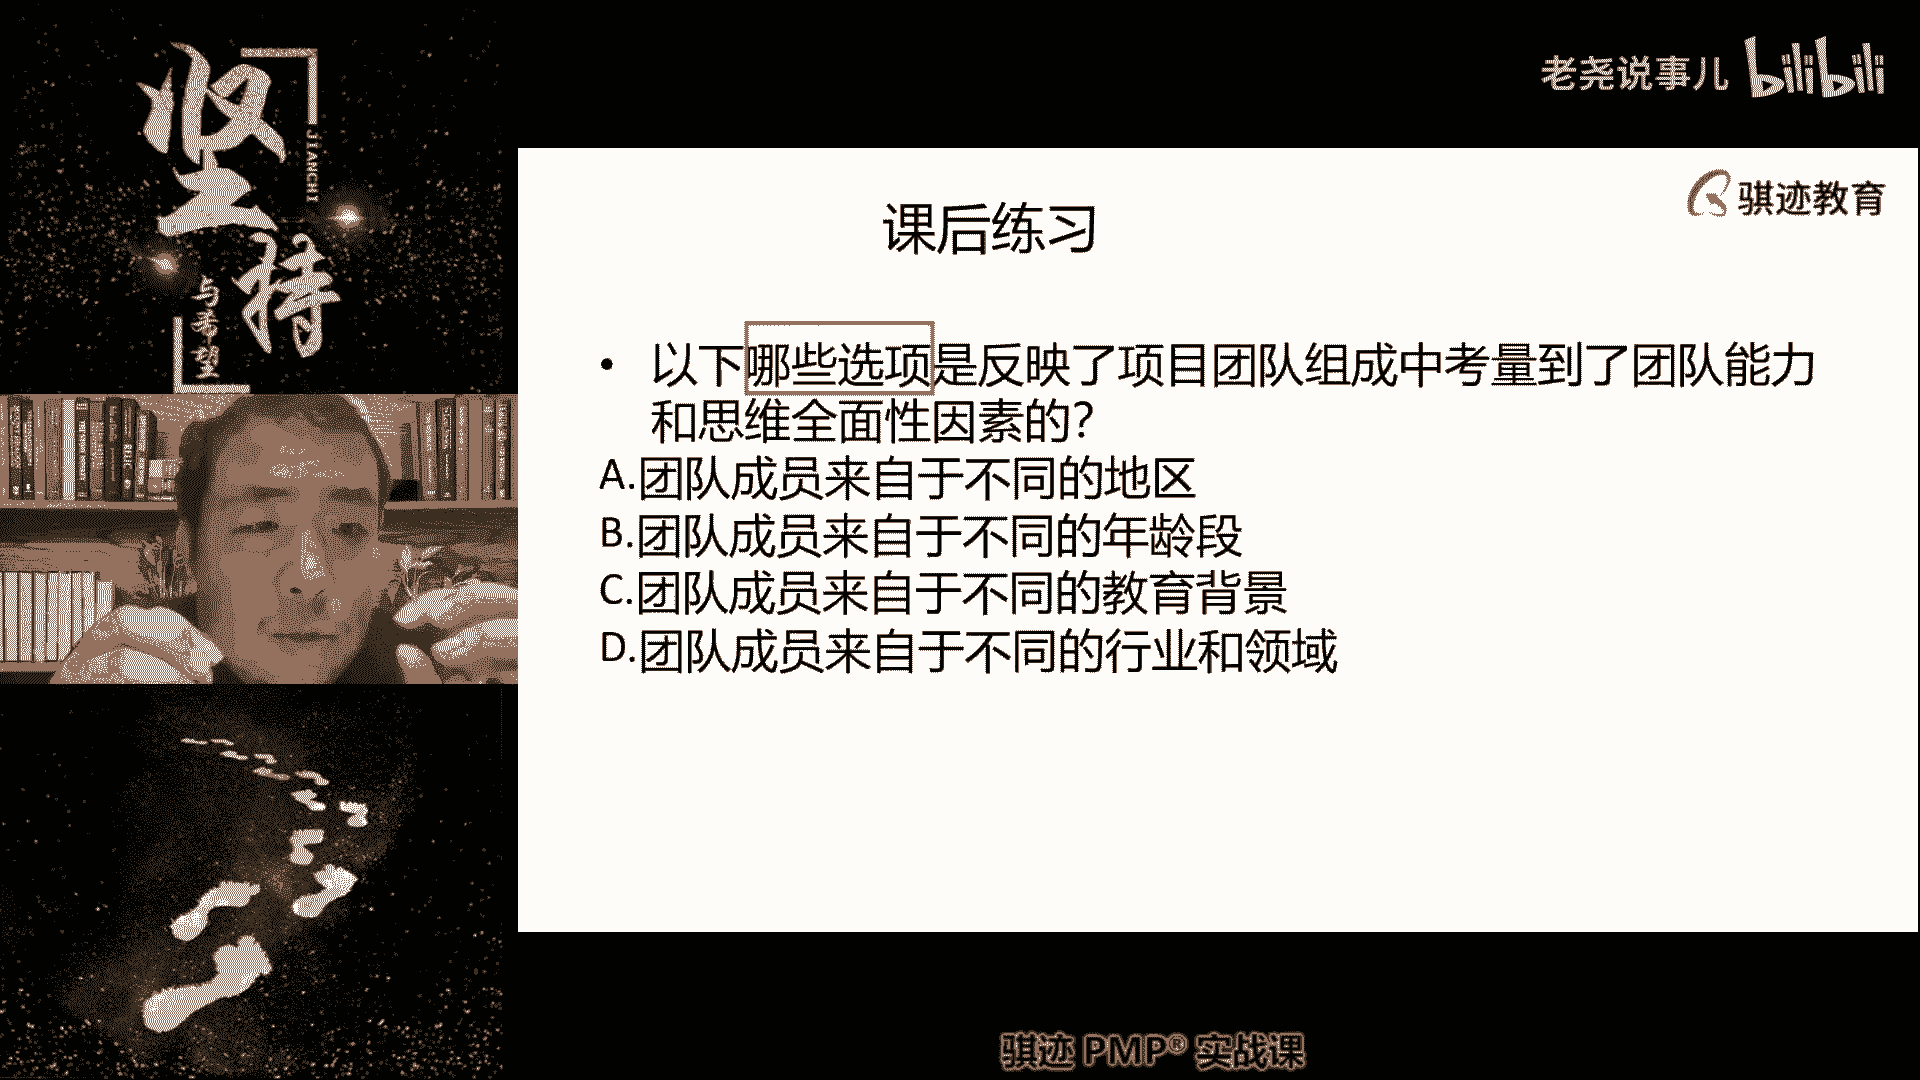 坚持
JIANCHI
与希望
老尧说事儿 bilibili
骐迹教育
课后练习
• 以下哪些选项是反映了项目团队组成中考量到了团队能力
和思维全面性因素的?
A.团队成员来自于不同的地区
B.团队成员来自于不同的年龄段
C.团队成员来自于不同的教育背景
D.团队成员来自于不同的行业和领域
骐迹 PMP® 实战课